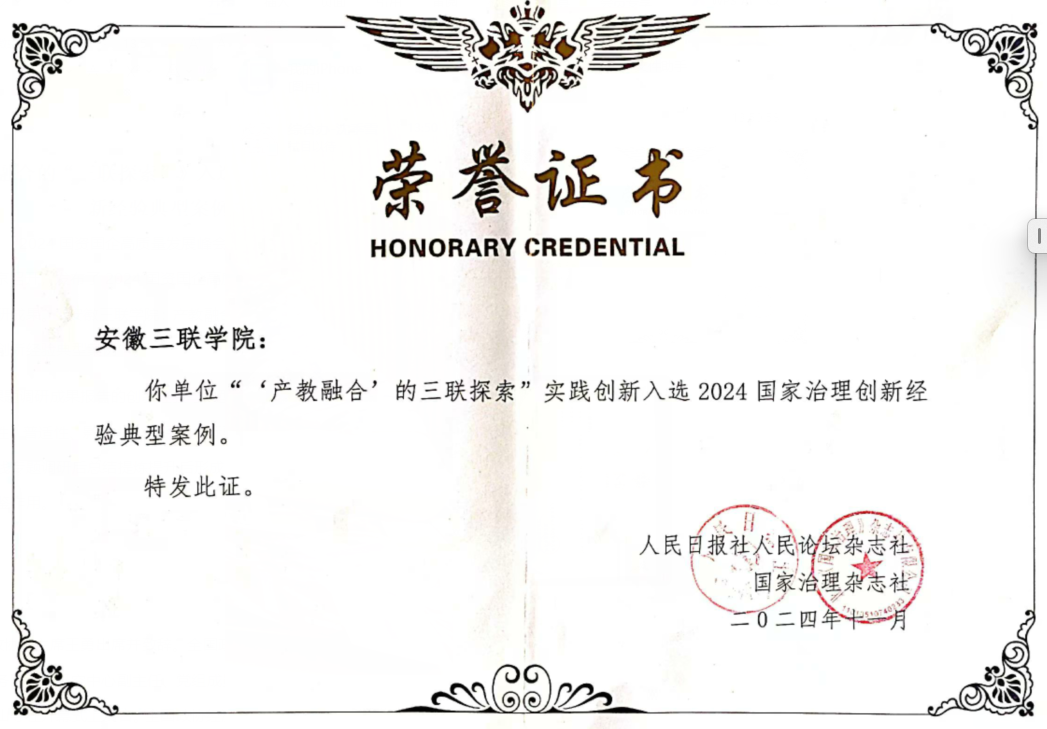 荣誉证书
HONORARY CREDENTIAL
安徽三联学院：
你单位“‘产教融合’的三联探索”实践创新入选2024国家治理创新经
验典型案例。
特发此证。
人民日报社人民论坛杂志社
国家治理杂志社
二〇二四年十一月